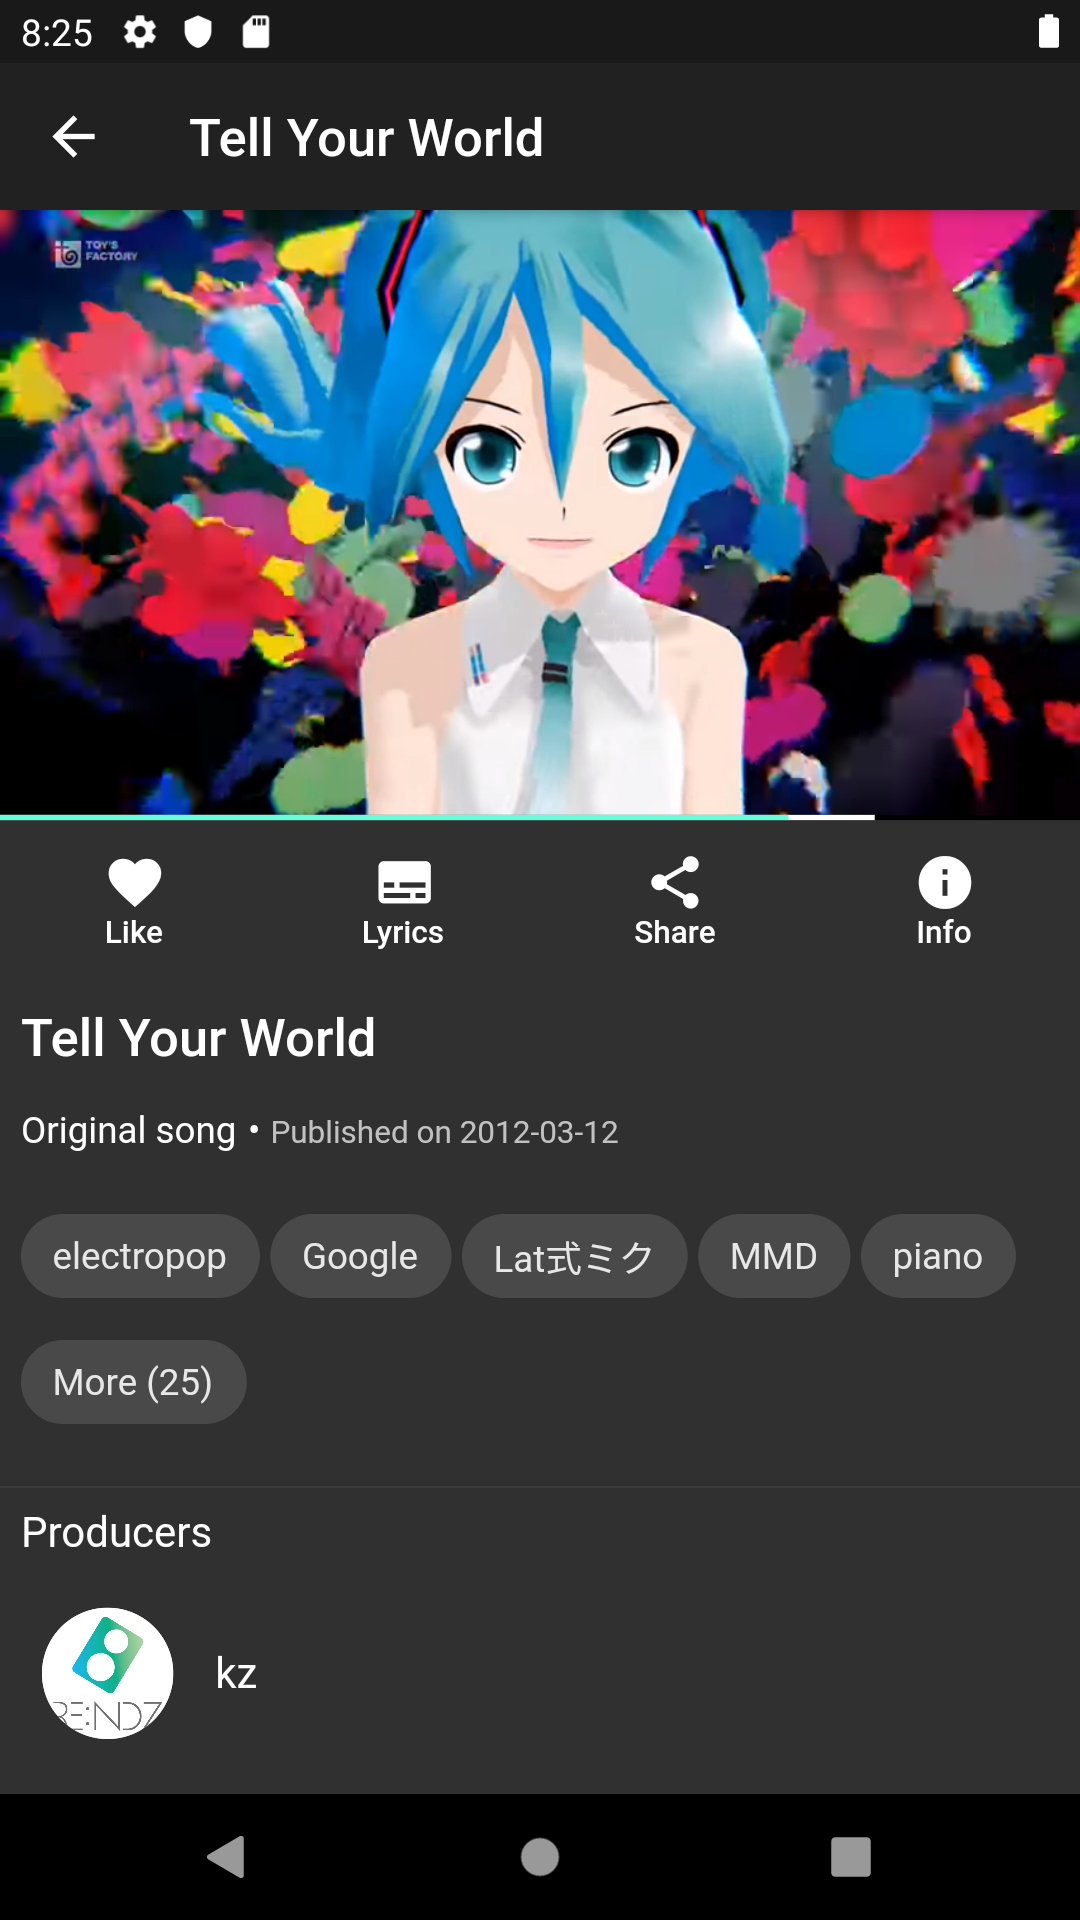 8:25
Tell Your World
TOY'S
FACTORY
Like
Lyrics
Share
Info
Tell Your World
Original song • Published on 2012-03-12
electropop
Google
Lat式ミク
MMD
piano
More (25)
Producers
RE:NDZ
kz